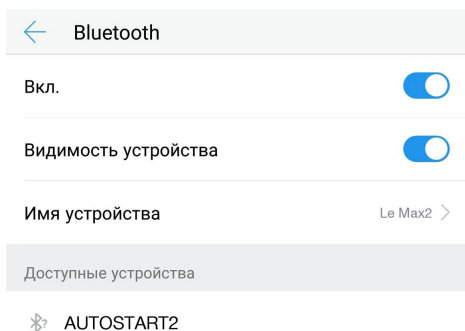 Bluetooth
Вкл.
Видимость устройства
Имя устройства Le Max2
Доступные устройства
AUTOSTART2